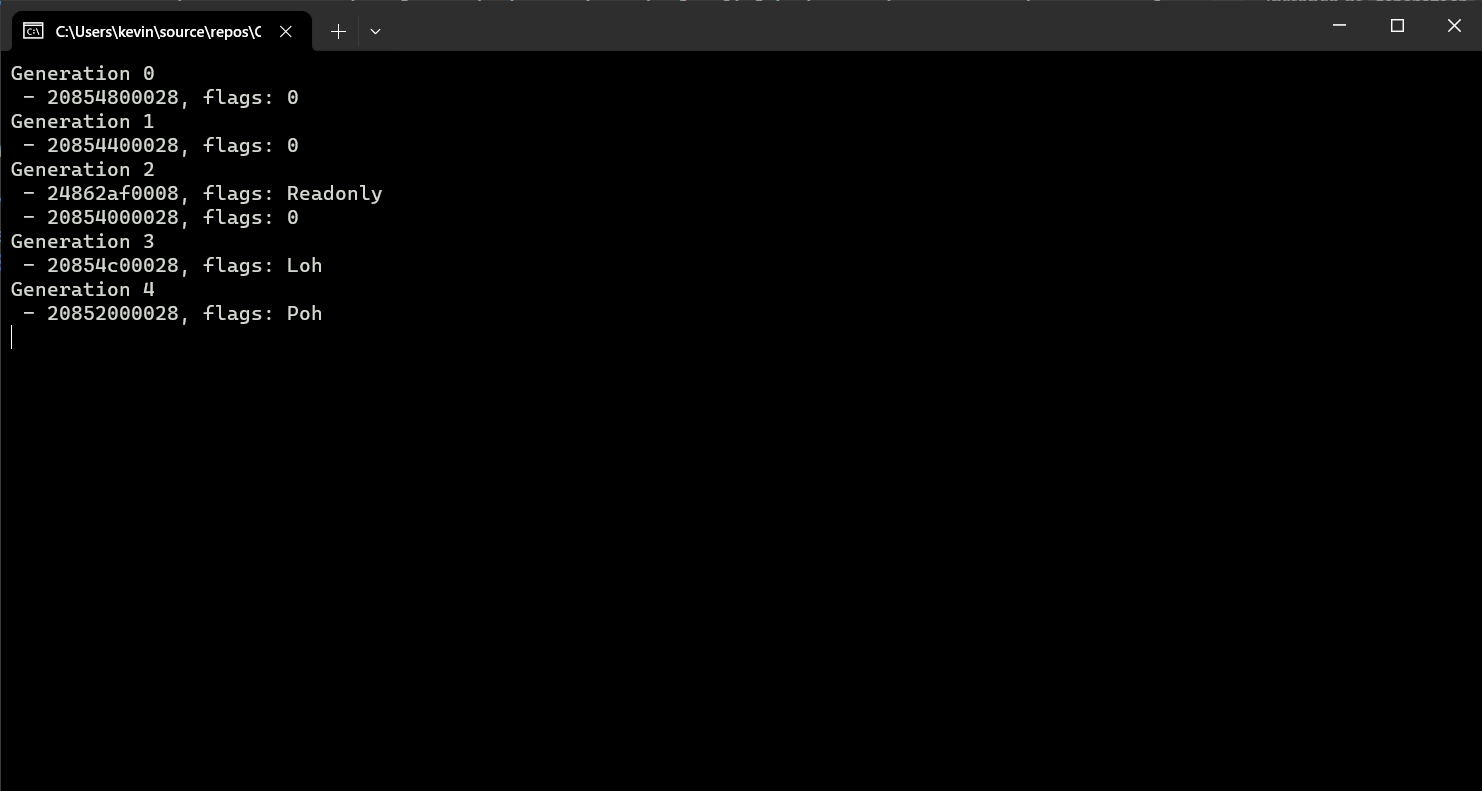 C:\Users\kevin\source\repos\C
Generation 0
 - 20854800028, flags: 0
Generation 1
 - 20854400028, flags: 0
Generation 2
 - 24862af0008, flags: Readonly
 - 20854000028, flags: 0
Generation 3
 - 20854c00028, flags: Loh
Generation 4
 - 20852000028, flags: Poh